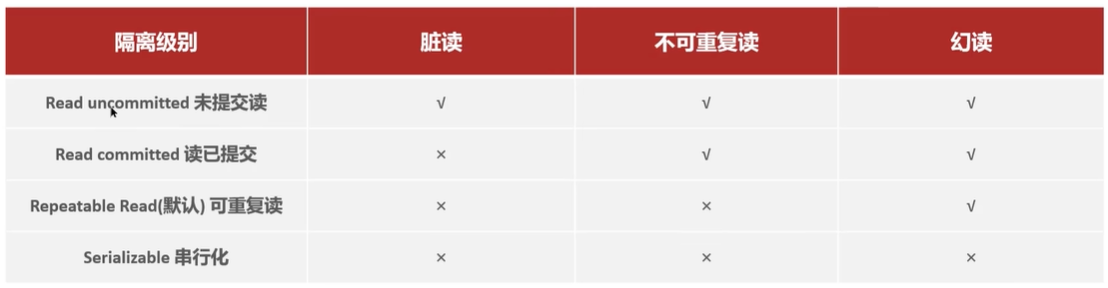 隔离级别 脏读 不可重复读 幻读
Read uncommitted 未提交读 √ √ √
Read committed 读已提交 × √ √
Repeatable Read(默认) 可重复读 × × √
Serializable 串行化 × × ×